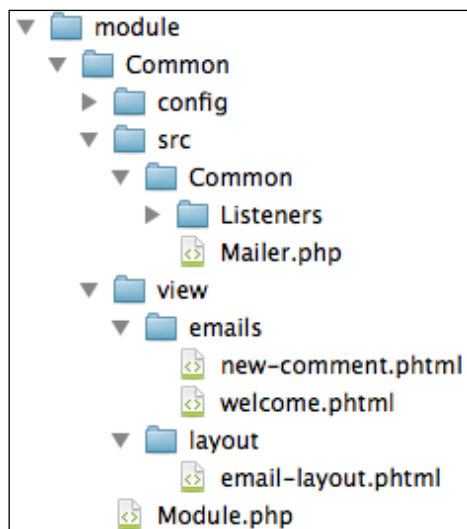 module
Common
config
src
Common
Listeners
Mailer.php
view
emails
new-comment.phtml
welcome.phtml
layout
email-layout.phtml
Module.php